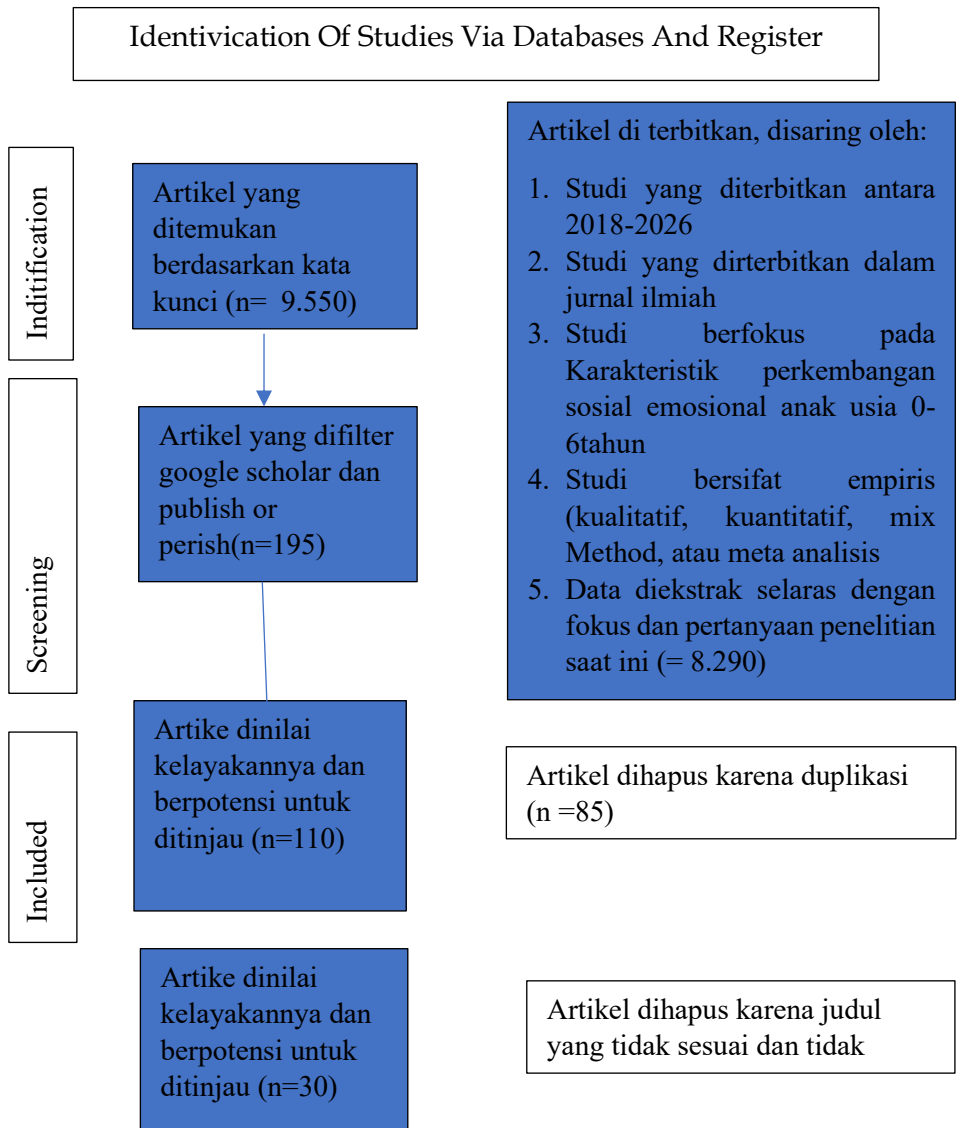 Identivication Of Studies Via Databases And Register
Inditification
Artikel yang
ditemukan
berdasarkan kata
kunci (n= 9.550)
Artikel di terbitkan, disaring oleh:
1. Studi yang diterbitkan antara
2018-2026
2. Studi yang dirterbitkan dalam
jurnal ilmiah
3. Studi berfokus pada
Karakteristik perkembangan
sosial emosional anak usia 0-
6tahun
4. Studi bersifat empiris
(kualitatif, kuantitatif, mix
Method, atau meta analisis
5. Data diekstrak selaras dengan
fokus dan pertanyaan penelitian
saat ini (= 8.290)
Screening
Artikel yang difilter
google scholar dan
publish or
perish(n=195)
Included
Artike dinilai
kelayakannya dan
berpotensi untuk
ditinjau (n=110)
Artikel dihapus karena duplikasi
(n =85)
Artike dinilai
kelayakannya dan
berpotensi untuk
ditinjau (n=30)
Artikel dihapus karena judul
yang tidak sesuai dan tidak